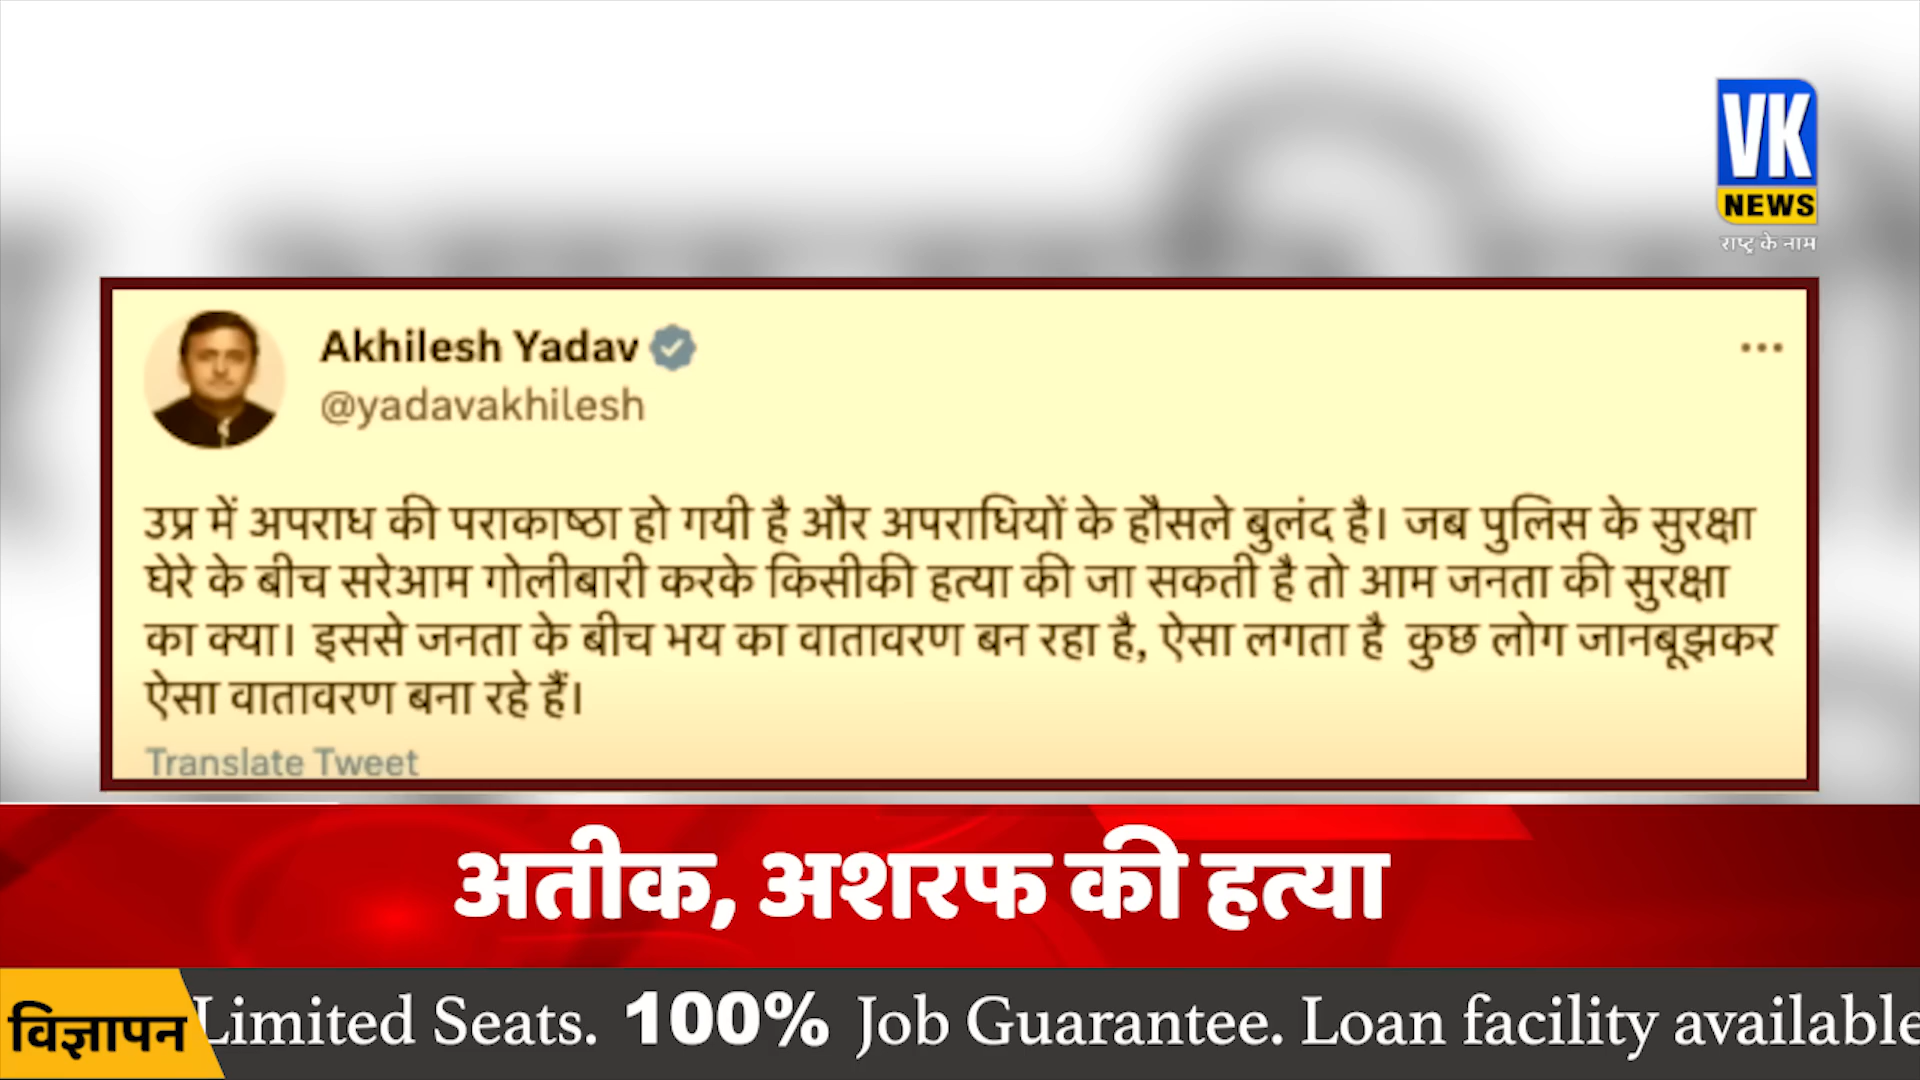 VK
NEWS
राष्ट्र के नाम
Akhilesh Yadav
@yadavakhilesh
उप्र में अपराध की पराकाष्ठा हो गयी है और अपराधियों के हौसले बुलंद है। जब पुलिस के सुरक्षा
घेरे के बीच सरेआम गोलीबारी करके किसीकी हत्या की जा सकती है तो आम जनता की सुरक्षा
का क्या। इससे जनता के बीच भय का वातावरण बन रहा है, ऐसा लगता है कुछ लोग जानबूझकर
ऐसा वातावरण बना रहे हैं।
Translate Tweet
अतीक, अशरफ की हत्या
विज्ञापन
Limited Seats. 100% Job Guarantee. Loan facility available